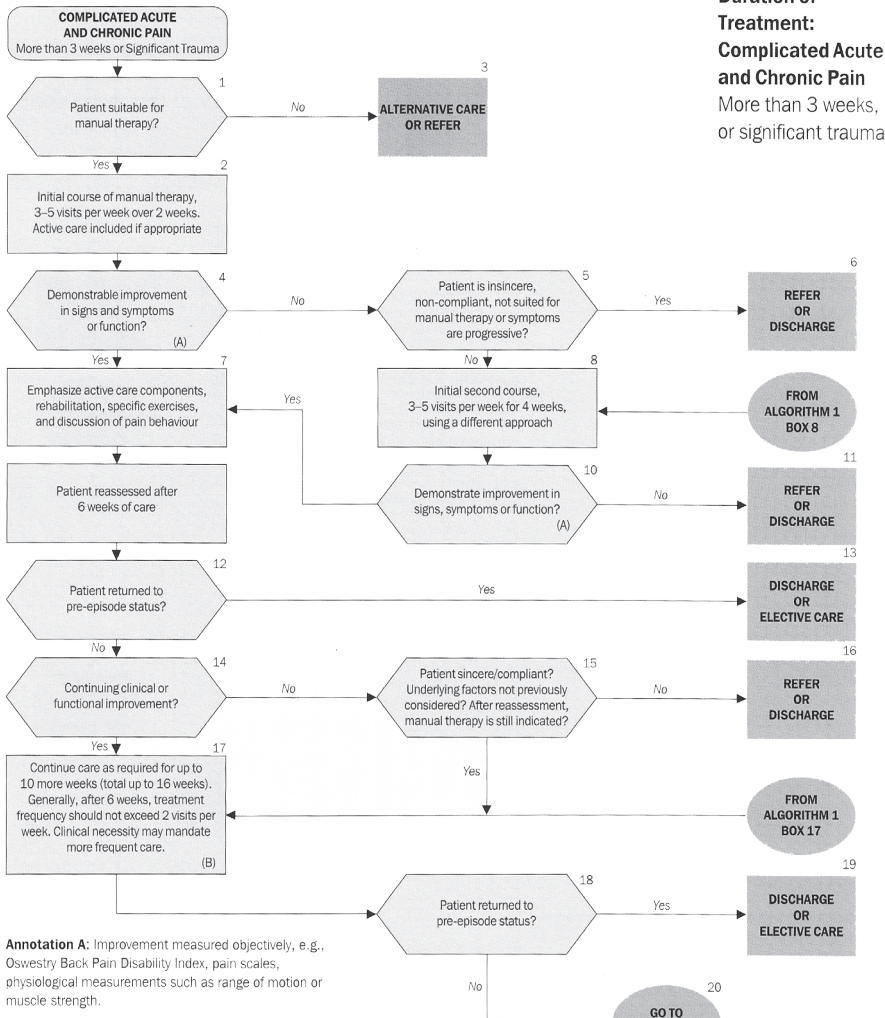 COMPLICATED ACUTE
AND CHRONIC PAIN
More than 3 weeks or Significant Trauma
Duration of
Treatment:
Complicated Acute
and Chronic Pain
More than 3 weeks,
or significant trauma
1
Patient suitable for
manual therapy?
No
3
ALTERNATIVE CARE
OR REFER
Yes
2
Initial course of manual therapy,
3–5 visits per week over 2 weeks.
Active care included if appropriate
4
Demonstrable improvement
in signs and symptoms
or function?
(A)
No
5
Patient is insincere,
non-compliant, not suited for
manual therapy or symptoms
are progressive?
Yes
6
REFER
OR
DISCHARGE
Yes
7
Emphasize active care components,
rehabilitation, specific exercises,
and discussion of pain behaviour
Yes
No
8
Initial second course,
3–5 visits per week for 4 weeks,
using a different approach
FROM
ALGORITHM 1
BOX 8
Patient reassessed after
6 weeks of care
10
Demonstrate improvement in
signs, symptoms or function?
(A)
No
11
REFER
OR
DISCHARGE
12
Patient returned to
pre-episode status?
Yes
13
DISCHARGE
OR
ELECTIVE CARE
No
14
Continuing clinical or
functional improvement?
No
15
Patient sincere/compliant?
Underlying factors not previously
considered? After reassessment,
manual therapy is still indicated?
No
16
REFER
OR
DISCHARGE
Yes
17
Continue care as required for up to
10 more weeks (total up to 16 weeks).
Generally, after 6 weeks, treatment
frequency should not exceed 2 visits per
week. Clinical necessity may mandate
more frequent care.
(B)
Yes
FROM
ALGORITHM 1
BOX 17
18
Patient returned to
pre-episode status?
Yes
19
DISCHARGE
OR
ELECTIVE CARE
Annotation A: Improvement measured objectively, e.g.,
Oswestry Back Pain Disability Index, pain scales,
physiological measurements such as range of motion or
muscle strength.
No
20
GO TO